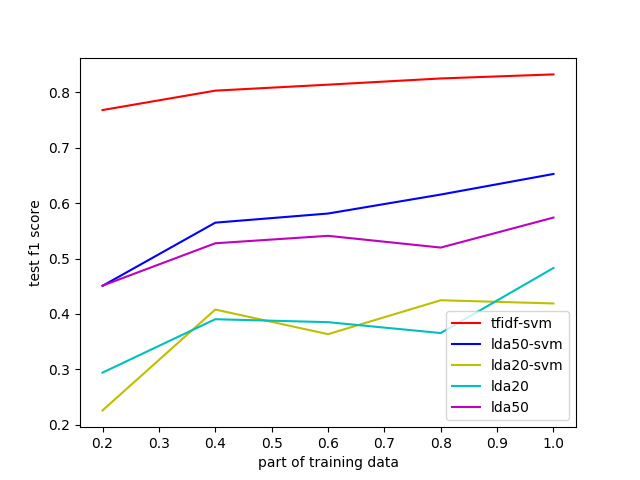 0.8
0.7
0.6
0.5
0.4
0.3
0.2
test f1 score
tfidf-svm
lda50-svm
lda20-svm
lda20
lda50
0.2 0.3 0.4 0.5 0.6 0.7 0.8 0.9 1.0
part of training data